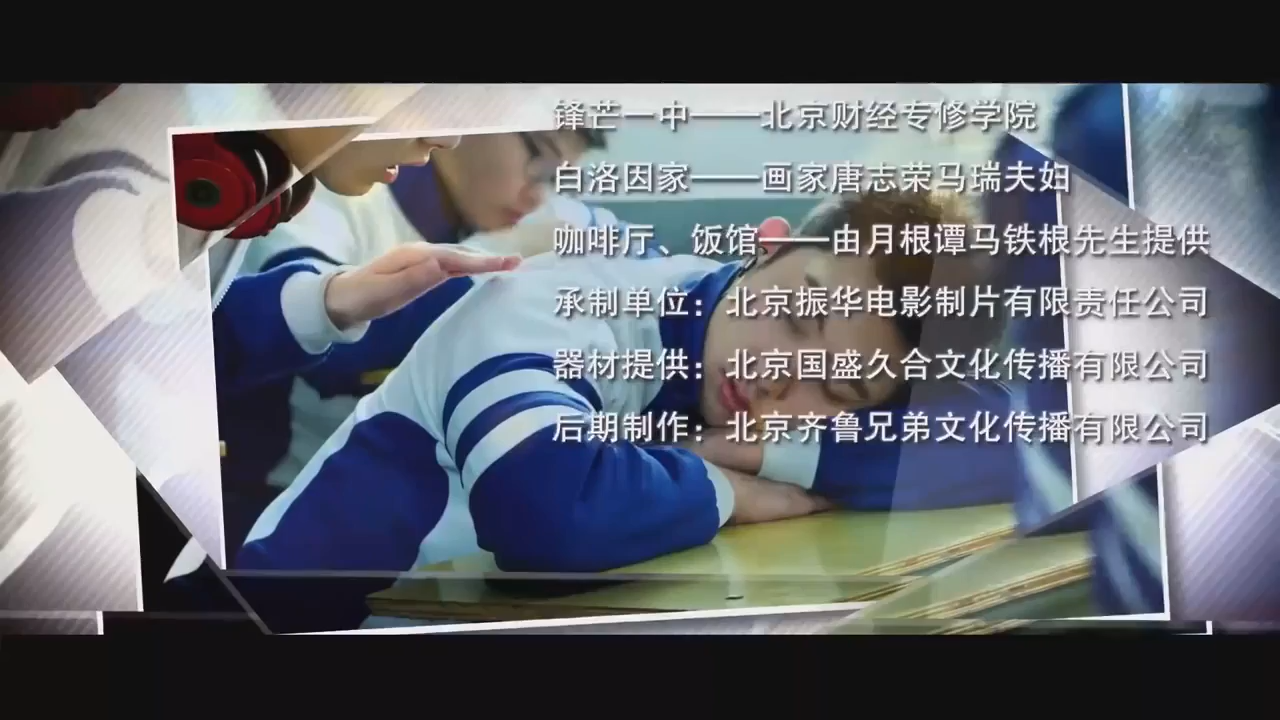 锋芒一中——北京财经专修学院
白洛因家——画家唐志荣马瑞夫妇
咖啡厅、饭馆——由月根谭马铁根先生提供
承制单位：北京振华电影制片有限责任公司
器材提供：北京国盛久合文化传播有限公司
后期制作：北京齐鲁兄弟文化传播有限公司